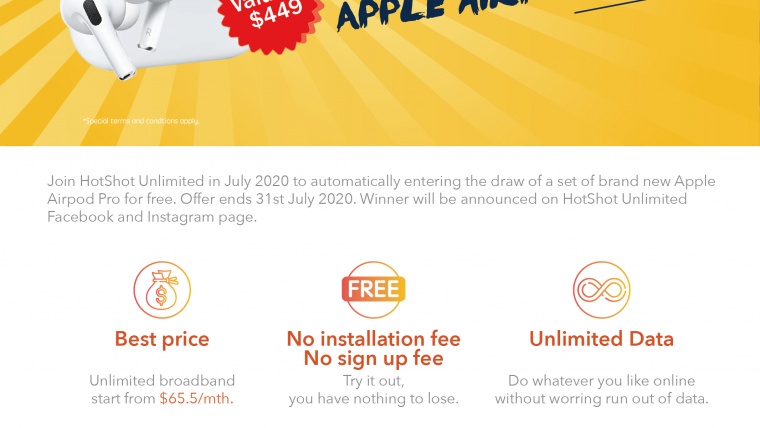 $449
APPLE
R
*Special terms and conditions apply.
Join HotShot Unlimited in July 2020 to automatically entering the draw of a set of brand new Apple
Airpod Pro for free. Offer ends 31st July 2020. Winner will be announced on HotShot Unlimited
Facebook and Instagram page.
FREE
Best price
No installation fee
No sign up fee
Unlimited Data
Unlimited broadband
start from $65.5/mth.
Try it out,
you have nothing to lose.
Do whatever you like online
without worring run out of data.